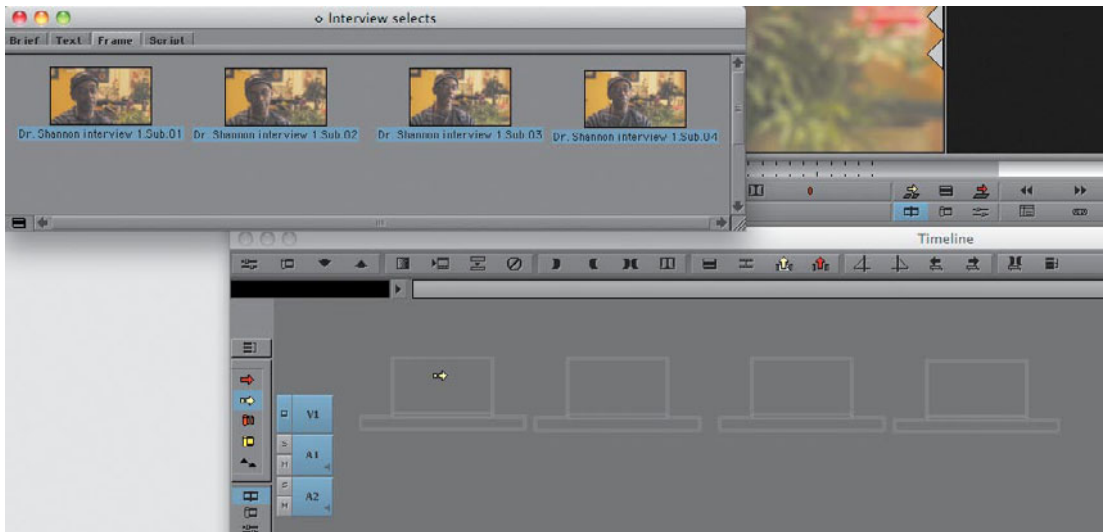 Interview selects
Brief Text Frame Script
Dr. Shannon interview 1.Sub.01 Dr. Shannon interview 1.Sub.02 Dr. Shannon interview 1.Sub.03 Dr. Shannon interview 1.Sub.04
Timeline
V1
S
A1
M
S
A2
M